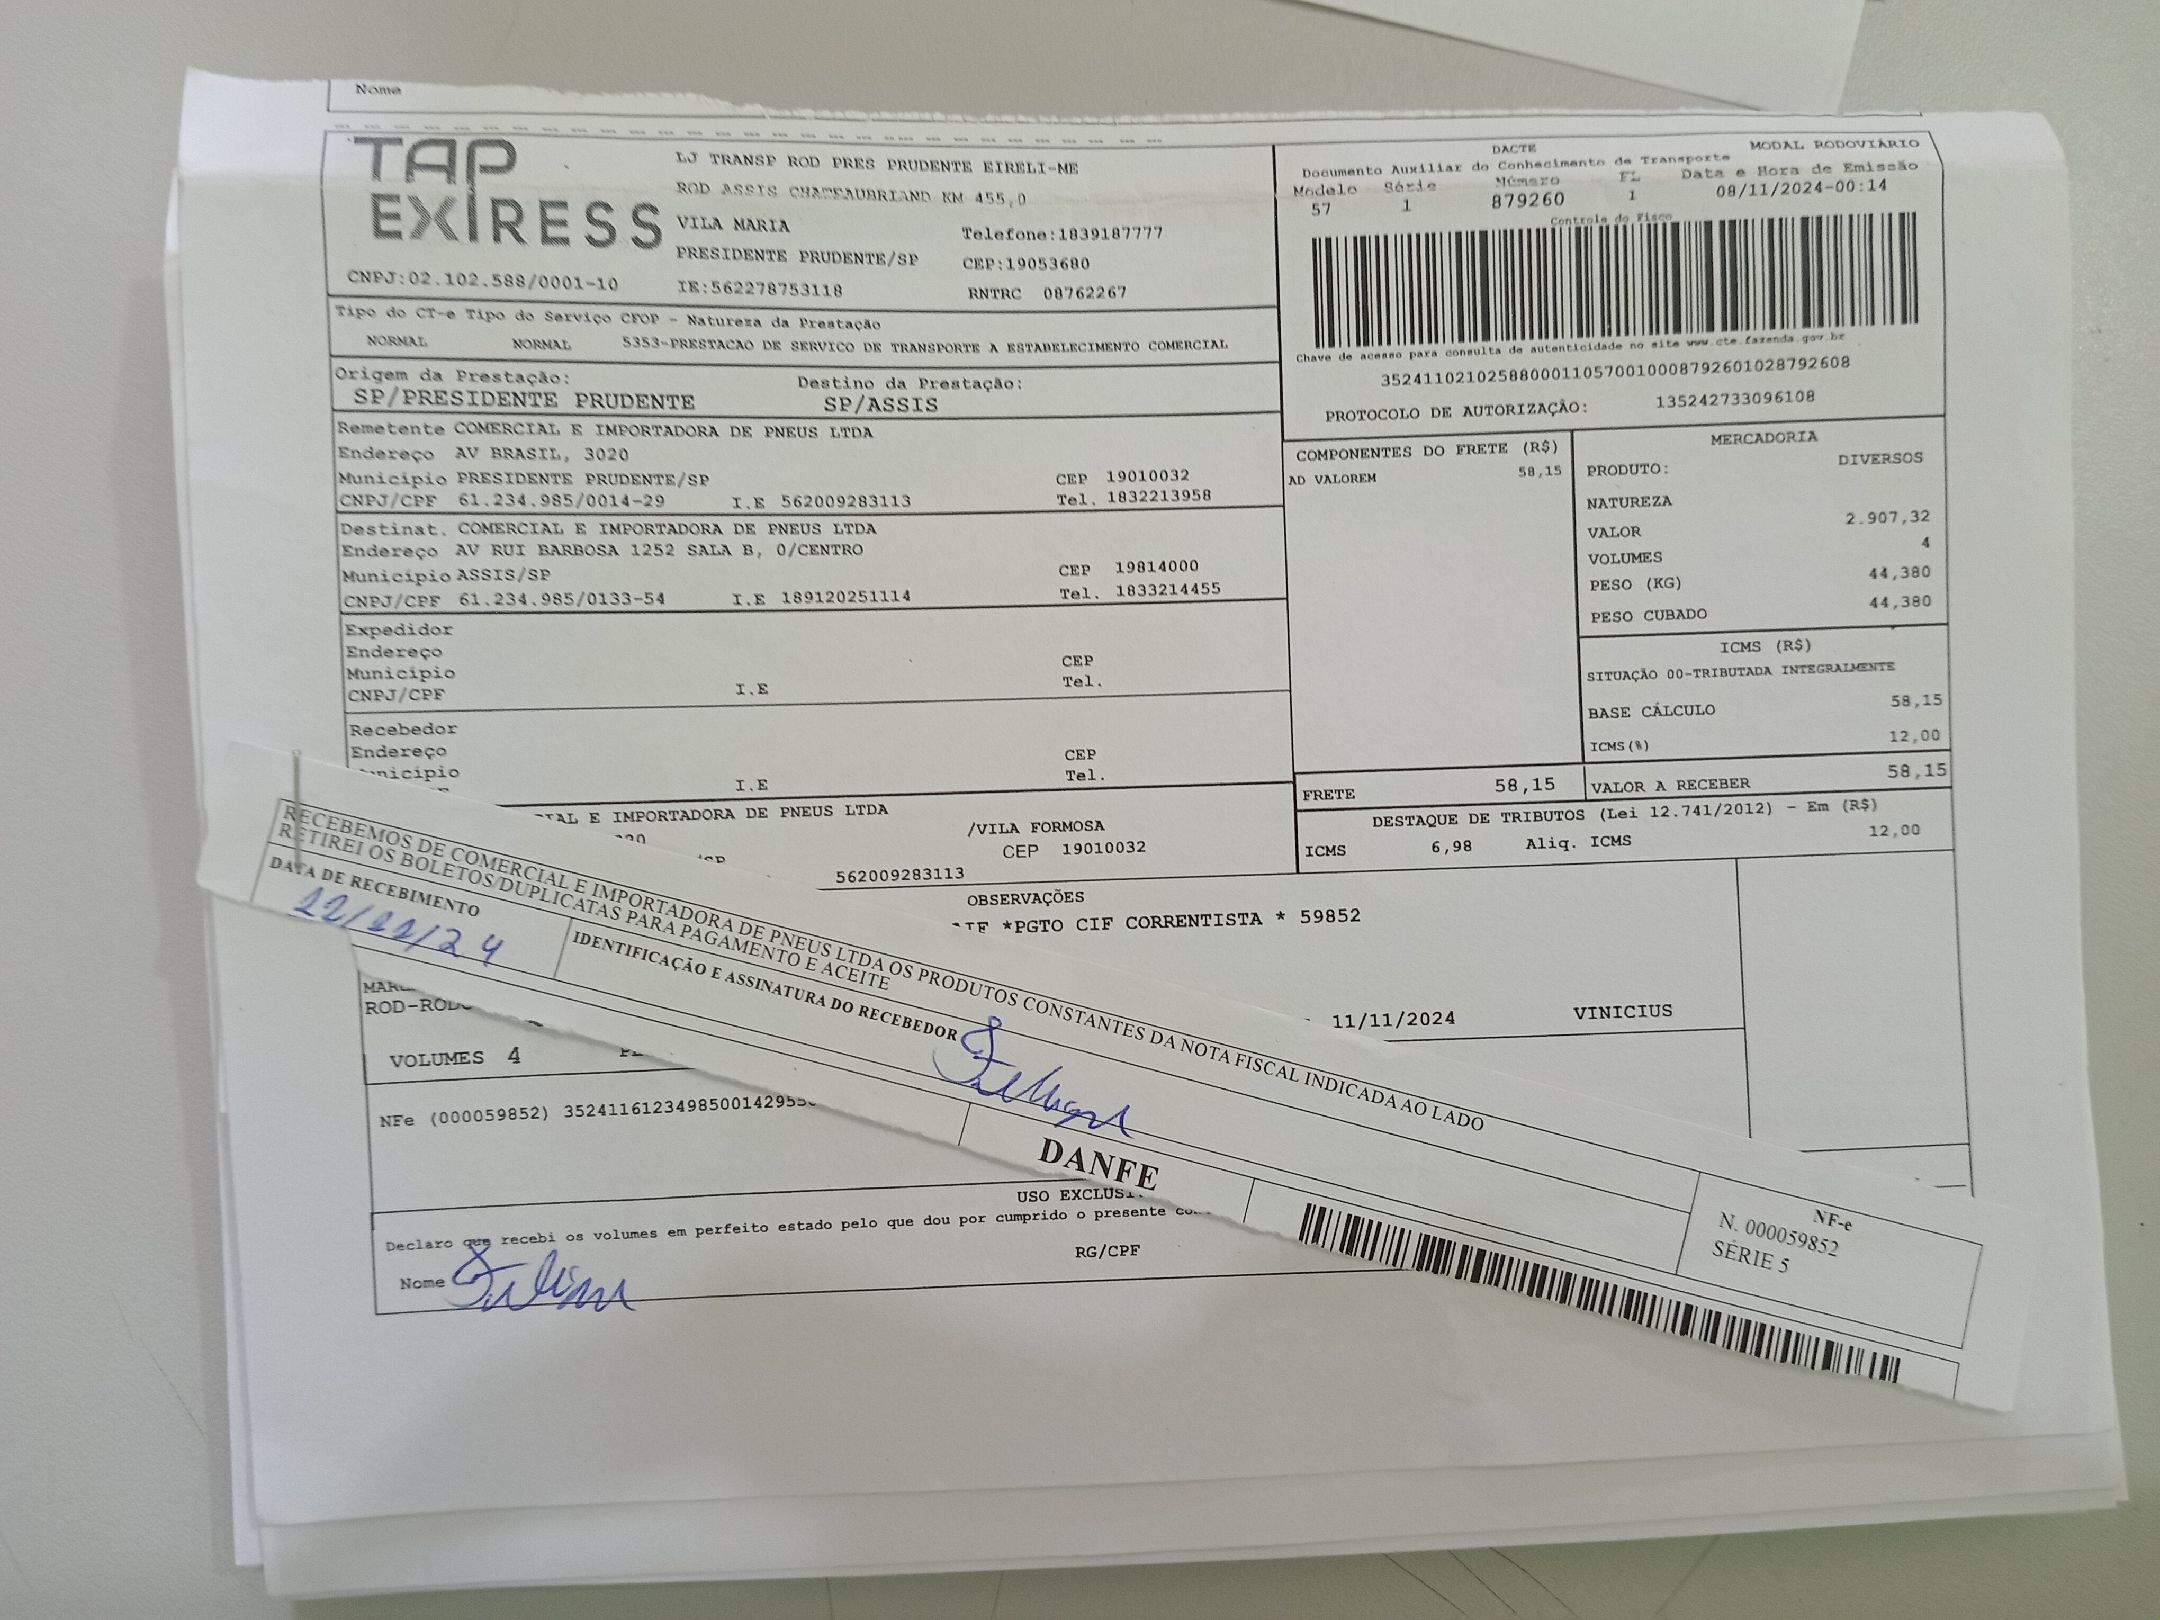 Nome
TAP
EXPRESS
CNPJ:02.102.588/0001-10
LJ TRANSP ROD PRES PRUDENTE EIRELI-ME
ROD ASSIS CHATEAUBRIAND KM 455,0
VILA MARIA
Telefone:1839187777
PRESIDENTE PRUDENTE/SP
CEP:19053680
IE:562278753118
RNTRC 08762267
DACTE
MODAL RODOVIÁRIO
Documento Auxiliar do Conhecimento de Transporte
Modelo Série Número FL Data e Hora de Emissão
57 1 879260 1 08/11/2024-00:14
Controle do Fisco
Chave de acesso para consulta de autenticidade no site www.cte.fazenda.gov.br
35241102102588000110570010008792601028792608
PROTOCOLO DE AUTORIZAÇÃO: 135242733096108
Tipo do CT-e Tipo do Serviço CFOP - Natureza da Prestação
NORMAL NORMAL 5353-PRESTACAO DE SERVICO DE TRANSPORTE A ESTABELECIMENTO COMERCIAL
Origem da Prestação: Destino da Prestação:
SP/PRESIDENTE PRUDENTE SP/ASSIS
Remetente COMERCIAL E IMPORTADORA DE PNEUS LTDA
Endereço AV BRASIL, 3020
Município PRESIDENTE PRUDENTE/SP CEP 19010032
CNPJ/CPF 61.234.985/0014-29 I.E 562009283113 Tel. 1832213958
Destinat. COMERCIAL E IMPORTADORA DE PNEUS LTDA
Endereço AV RUI BARBOSA 1252 SALA B, 0/CENTRO
Município ASSIS/SP CEP 19814000
CNPJ/CPF 61.234.985/0133-54 I.E 189120251114 Tel. 1833214455
Expedidor
Endereço
Município CEP
CNPJ/CPF I.E Tel.
Recebedor
Endereço CEP
I.E Tel.
COMPONENTES DO FRETE (R$)
AD VALOREM 58,15
MERCADORIA
PRODUTO: DIVERSOS
NATUREZA
VALOR 2.907,32
VOLUMES 4
PESO (KG) 44,380
PESO CUBADO 44,380
ICMS (R$)
SITUAÇÃO 00-TRIBUTADA INTEGRALMENTE
BASE CÁLCULO 58,15
ICMS(%) 12,00
FRETE 58,15 VALOR A RECEBER 58,15
DESTAQUE DE TRIBUTOS (Lei 12.741/2012) - Em (R$)
ICMS 6,98 Aliq. ICMS 12,00
E IMPORTADORA DE PNEUS LTDA
/VILA FORMOSA
CEP 19010032
562009283113
OBSERVAÇÕES
*PGTO CIF CORRENTISTA * 59852
11/11/2024 VINICIUS
VOLUMES 4
NFe (000059852) 3524116123498500142955
USO
Declaro que recebi os volumes em perfeito estado pelo que dou por cumprido o presente
Nome RG/CPF
RECEBEMOS DE COMERCIAL E IMPORTADORA DE PNEUS LTDA OS PRODUTOS CONSTANTES DA NOTA FISCAL INDICADA AO LADO
RETIREI OS BOLETOS/DUPLICATAS PARA PAGAMENTO E ACEITE
DATA DE RECEBIMENTO
IDENTIFICAÇÃO E ASSINATURA DO RECEBEDOR
NF-e
N. 000059852
SÉRIE 5
DANFE